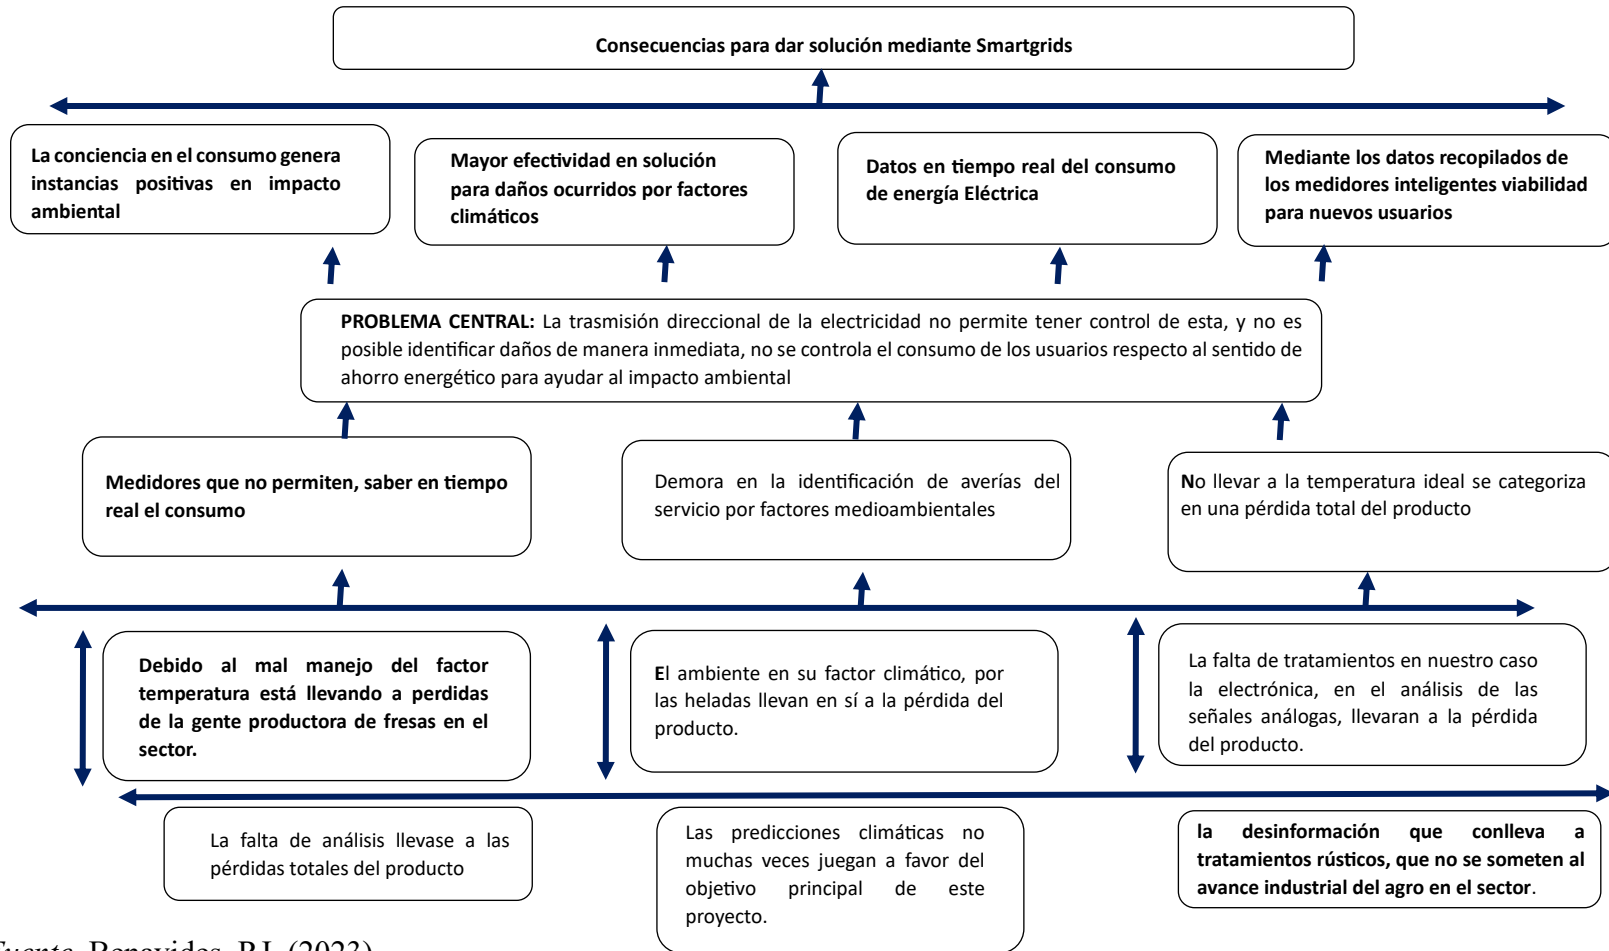 Consecuencias para dar solución mediante Smartgrids
La conciencia en el consumo genera
instancias positivas en impacto
ambiental
Mayor efectividad en solución
para daños ocurridos por factores
climáticos
Datos en tiempo real del consumo
de energía Eléctrica
Mediante los datos recopilados de
los medidores inteligentes viabilidad
para nuevos usuarios
PROBLEMA CENTRAL: La trasmisión direccional de la electricidad no permite tener control de esta, y no es
posible identificar daños de manera inmediata, no se controla el consumo de los usuarios respecto al sentido de
ahorro energético para ayudar al impacto ambiental
Medidores que no permiten, saber en tiempo
real el consumo
Demora en la identificación de averías del
servicio por factores medioambientales
No llevar a la temperatura ideal se categoriza
en una pérdida total del producto
Debido al mal manejo del factor
temperatura está llevando a perdidas
de la gente productora de fresas en el
sector.
El ambiente en su factor climático, por
las heladas llevan en sí a la pérdida del
producto.
La falta de tratamientos en nuestro caso
la electrónica, en el análisis de las
señales análogas, llevaran a la pérdida
del producto.
La falta de análisis llevase a las
pérdidas totales del producto
Las predicciones climáticas no
muchas veces juegan a favor del
objetivo principal de este
proyecto.
la desinformación que conlleva a
tratamientos rústicos, que no se someten al
avance industrial del agro en el sector.
(2023)